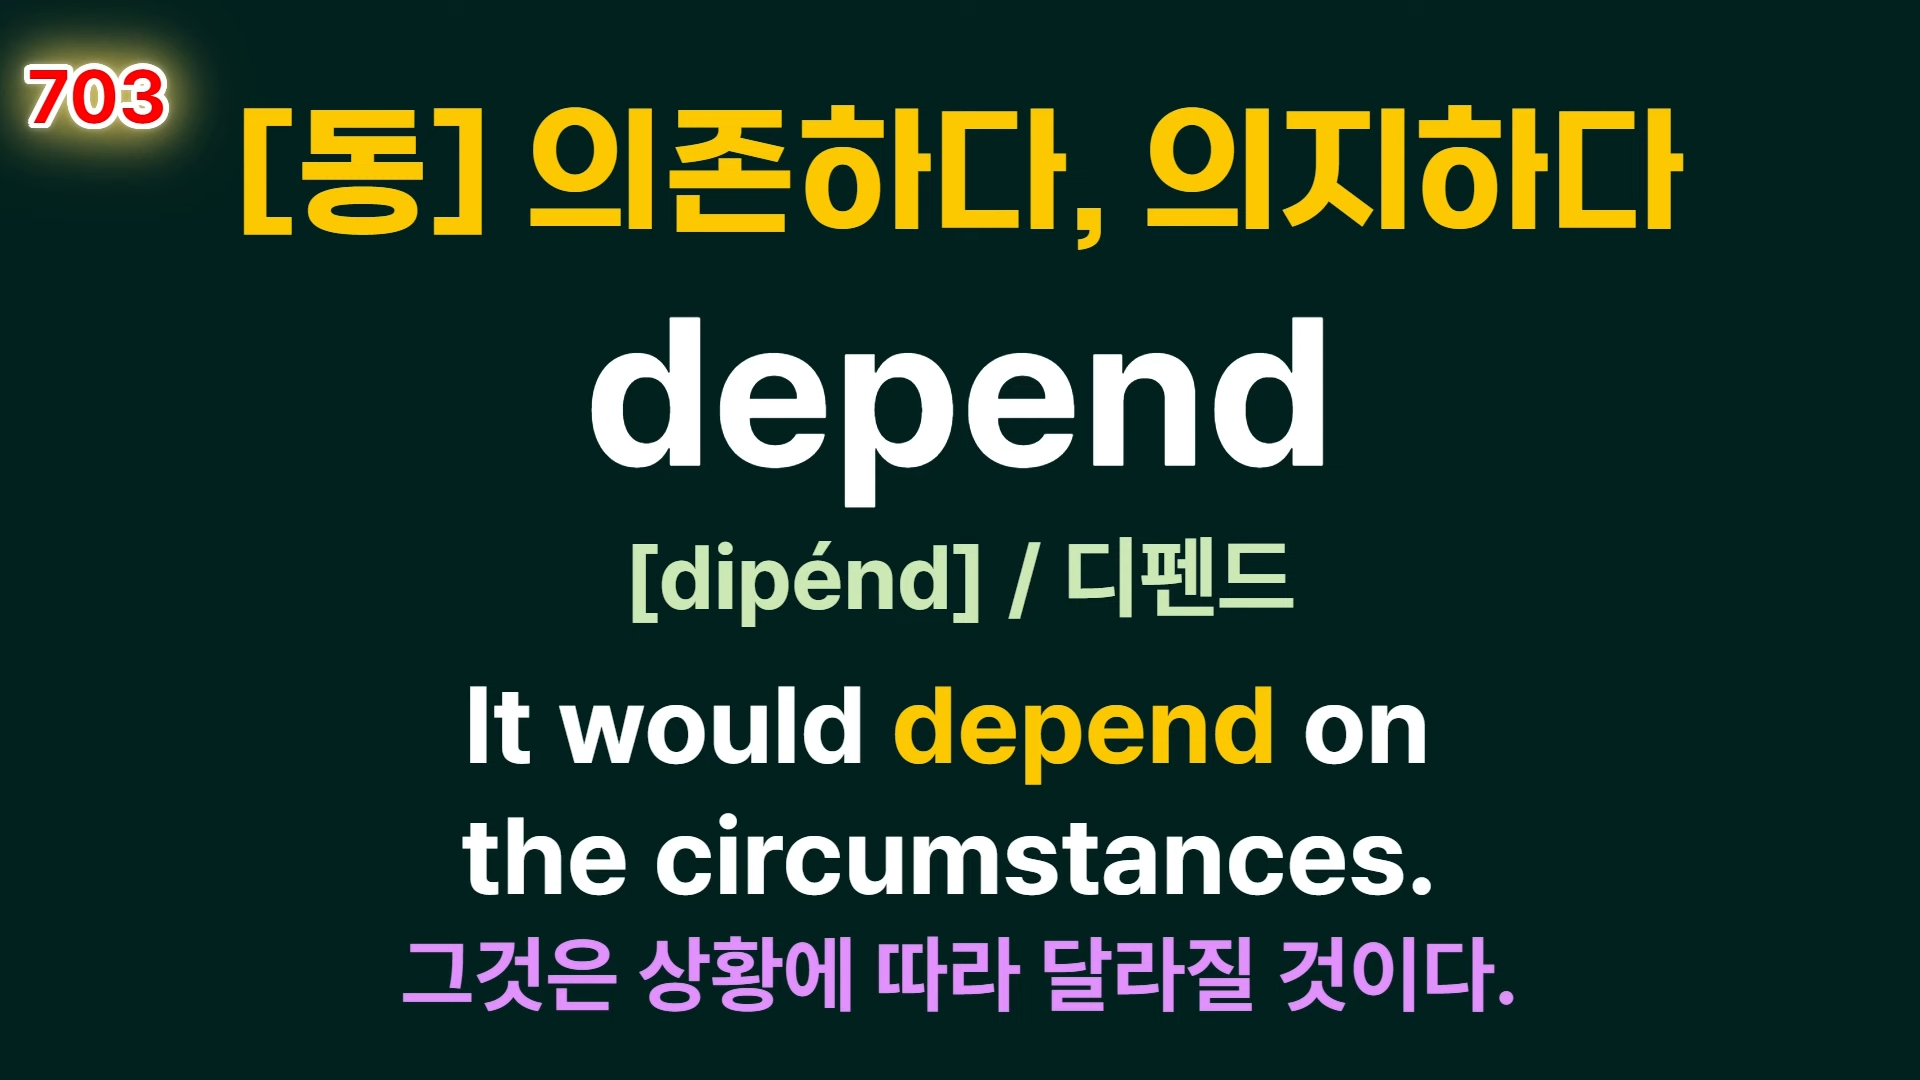 703
[동] 의존하다, 의지하다
depend
[dipénd] / 디펜드
It would depend on
the circumstances.
그것은 상황에 따라 달라질 것이다.